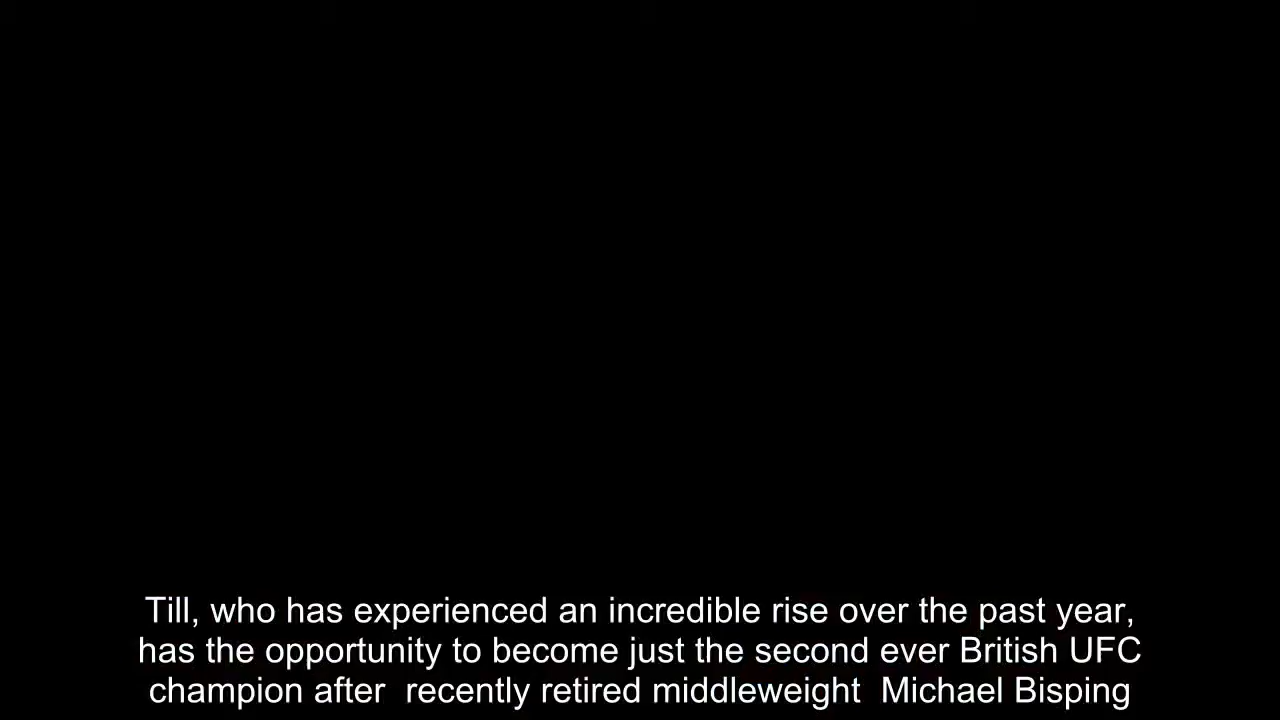 Till, who has experienced an incredible rise over the past year,
has the opportunity to become just the second ever British UFC
champion after  recently retired middleweight  Michael Bisping